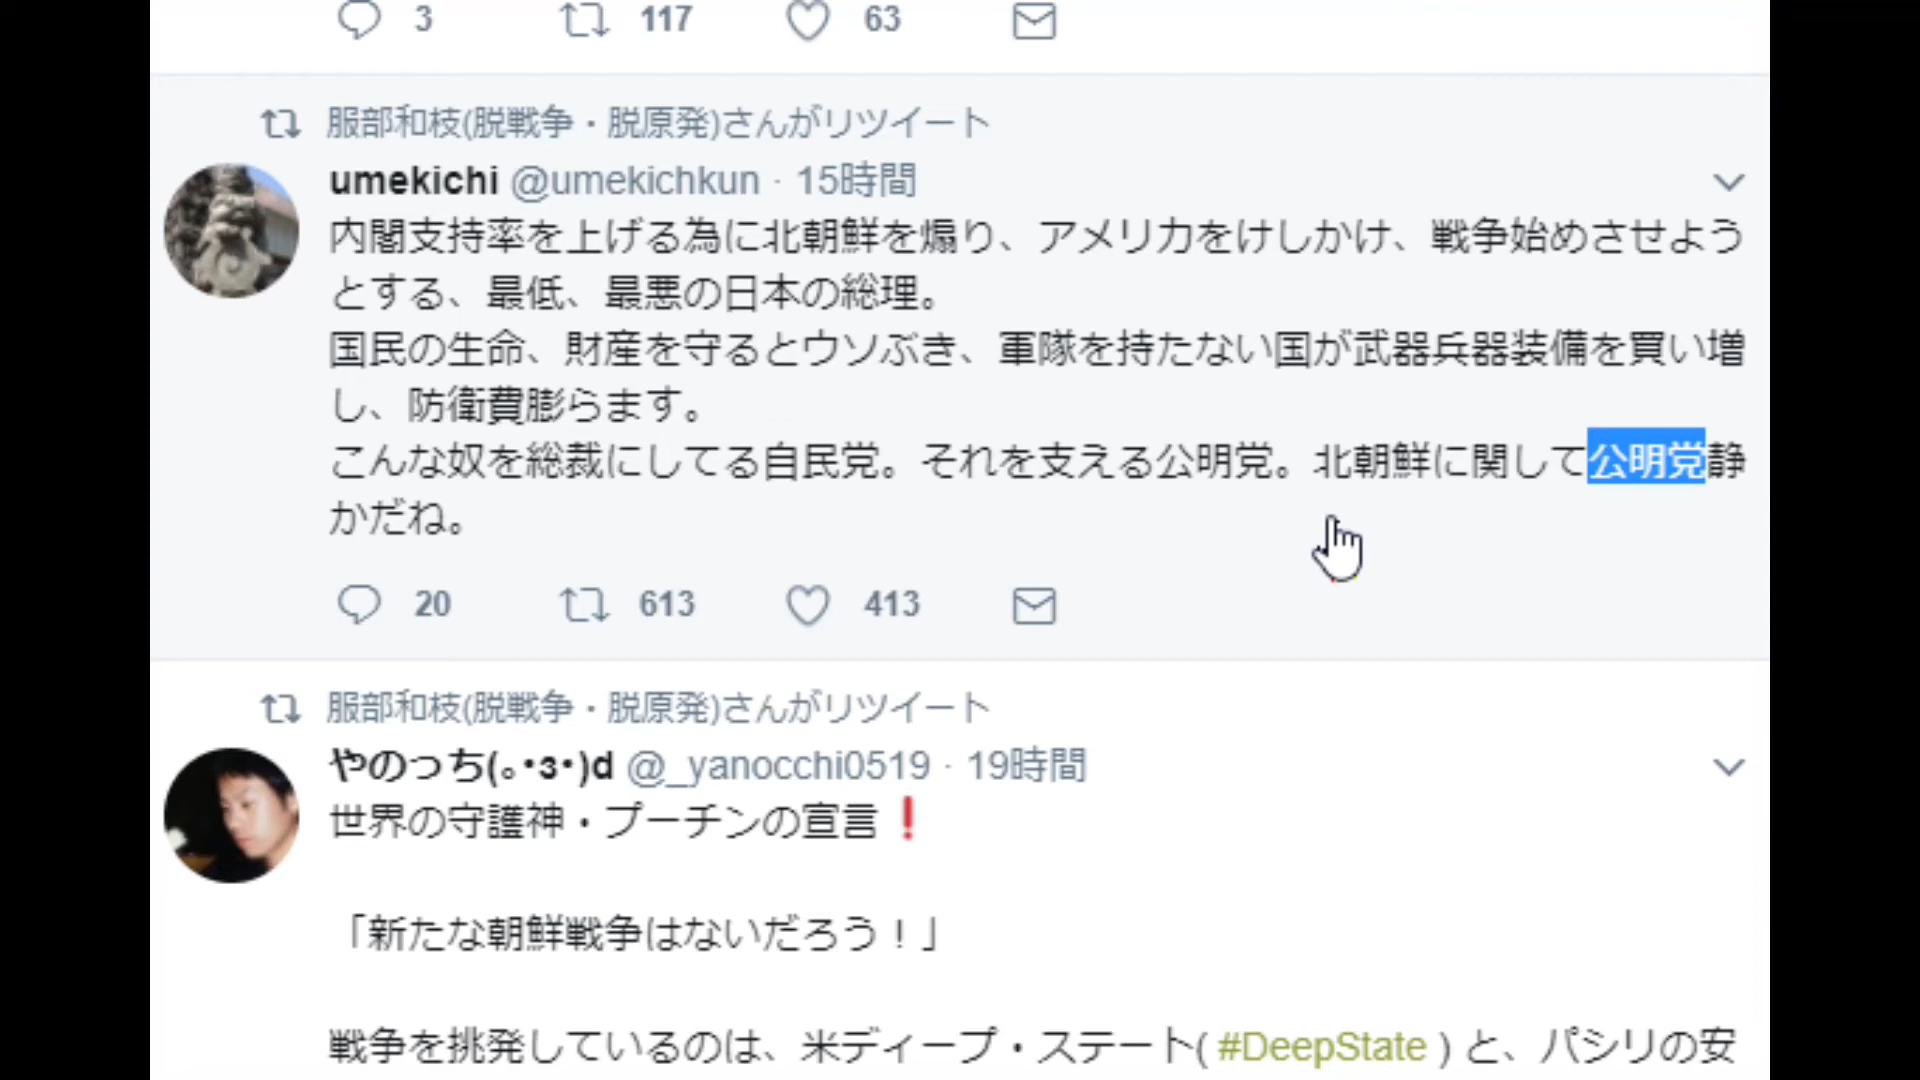 3 117 63
服部和枝(脱戦争・脱原発)さんがリツイート
umekichi @umekichkun · 15時間
内閣支持率を上げる為に北朝鮮を煽り、アメリカをけしかけ、戦争始めさせよう
とする、最低、最悪の日本の総理。
国民の生命、財産を守るとウソぶき、軍隊を持たない国が武器兵器装備を買い増
し、防衛費膨らます。
こんな奴を総裁にしてる自民党。それを支える公明党。北朝鮮に関して公明党静
かだね。
20 613 413
服部和枝(脱戦争・脱原発)さんがリツイート
やのっち(｡･з･)d @_yanocchi0519 · 19時間
世界の守護神・プーチンの宣言❗
「新たな朝鮮戦争はないだろう！」
戦争を挑発しているのは、米ディープ・ステート( #DeepState ) と、パシリの安